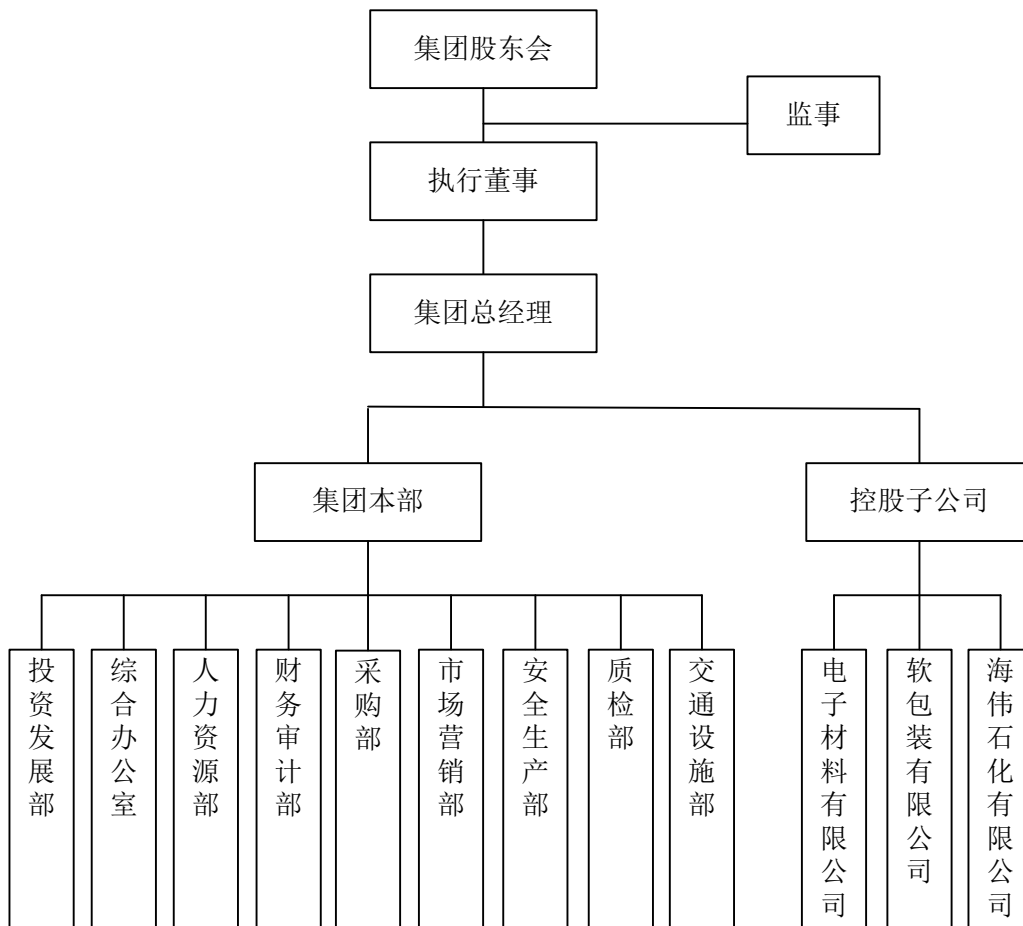 集团股东会
监事
执行董事
集团总经理
集团本部
控股子公司
投资发展部
综合办公室
人力资源部
财务审计部
采购部
市场营销部
安全生产部
质检部
交通设施部
电子材料有限公司
软包装有限公司
海伟石化有限公司